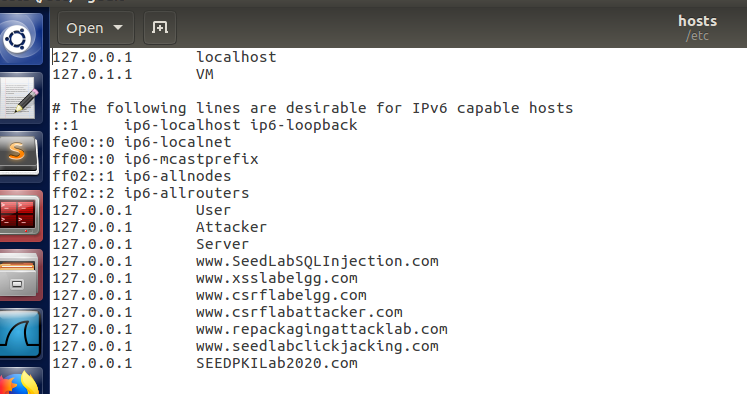 Open
hosts
/etc
127.0.0.1 localhost
127.0.1.1 VM
# The following lines are desirable for IPv6 capable hosts
::1 ip6-localhost ip6-loopback
fe00::0 ip6-localnet
ff00::0 ip6-mcastprefix
ff02::1 ip6-allnodes
ff02::2 ip6-allrouters
127.0.0.1 User
127.0.0.1 Attacker
127.0.0.1 Server
127.0.0.1 www.SeedLabSQLInjection.com
127.0.0.1 www.xsslabelgg.com
127.0.0.1 www.csrflabelgg.com
127.0.0.1 www.csrflabattacker.com
127.0.0.1 www.repackagingattacklab.com
127.0.0.1 www.seedlabclickjacking.com
127.0.0.1 SEEDPKILab2020.com